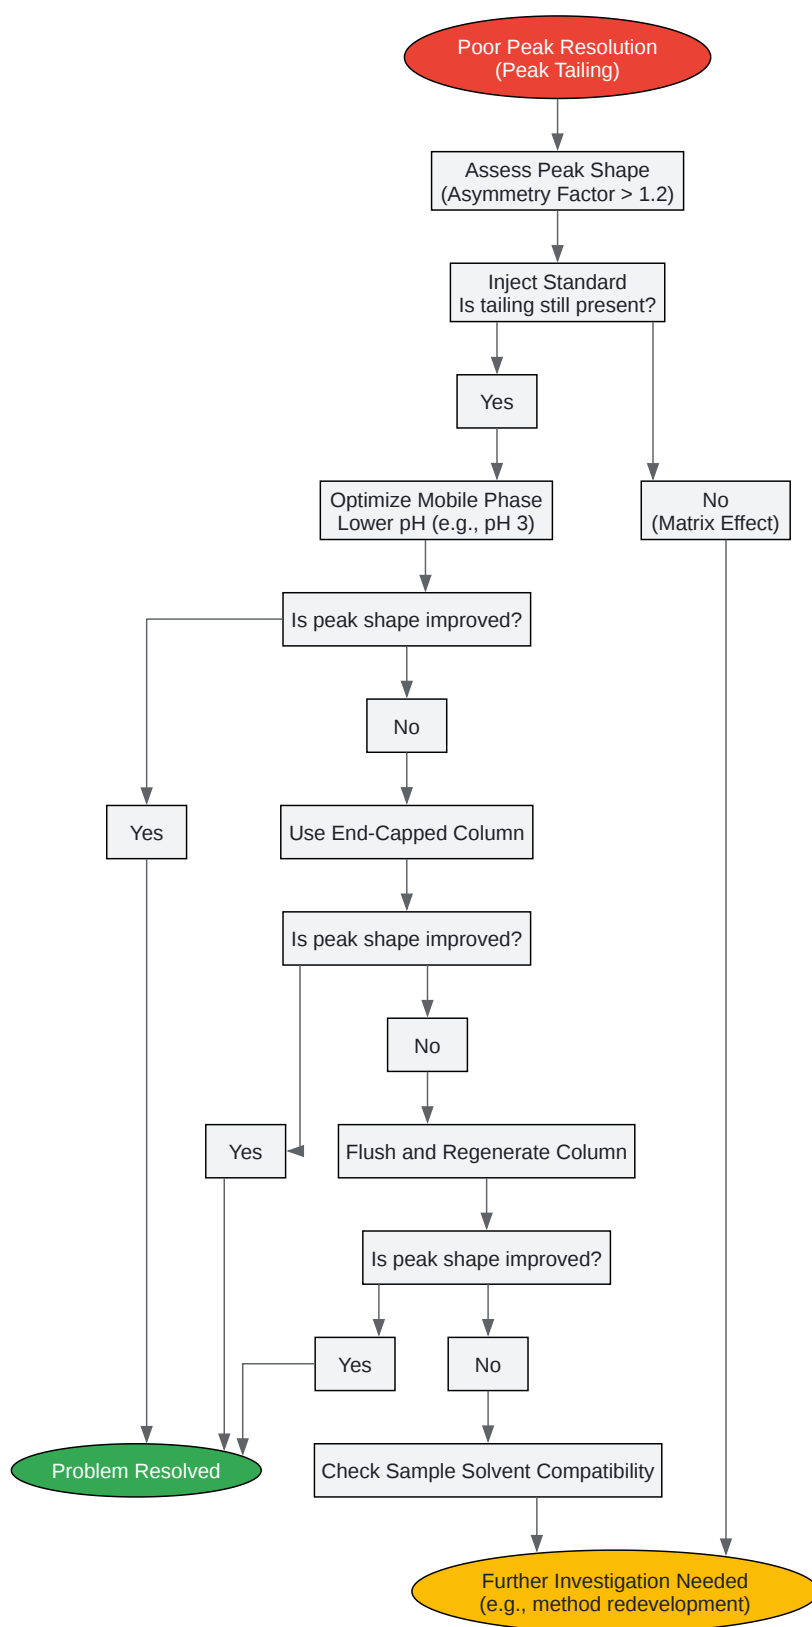 Poor Peak Resolution
(Peak Tailing)
Assess Peak Shape
(Asymmetry Factor > 1.2)
Inject Standard
Is tailing still present?
Yes
Optimize Mobile Phase
Lower pH (e.g., pH 3)
No
(Matrix Effect)
Is peak shape improved?
No
Yes
Use End-Capped Column
Is peak shape improved?
No
Yes
Flush and Regenerate Column
Is peak shape improved?
Yes
No
Problem Resolved
Check Sample Solvent Compatibility
Further Investigation Needed
(e.g., method redevelopment)